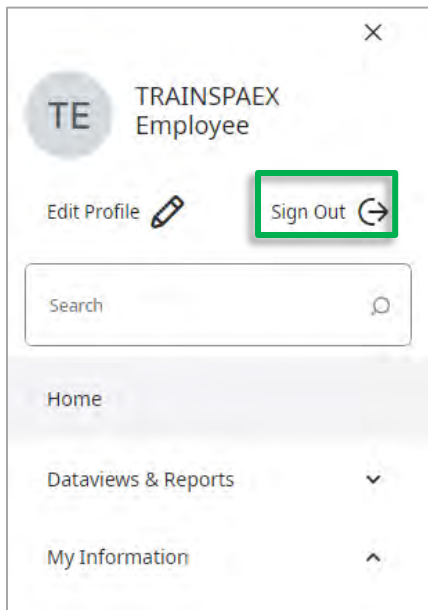 TE
TRAINSPAEX
Employee
Edit Profile
Sign Out
Search
Home
Dataviews & Reports
My Information